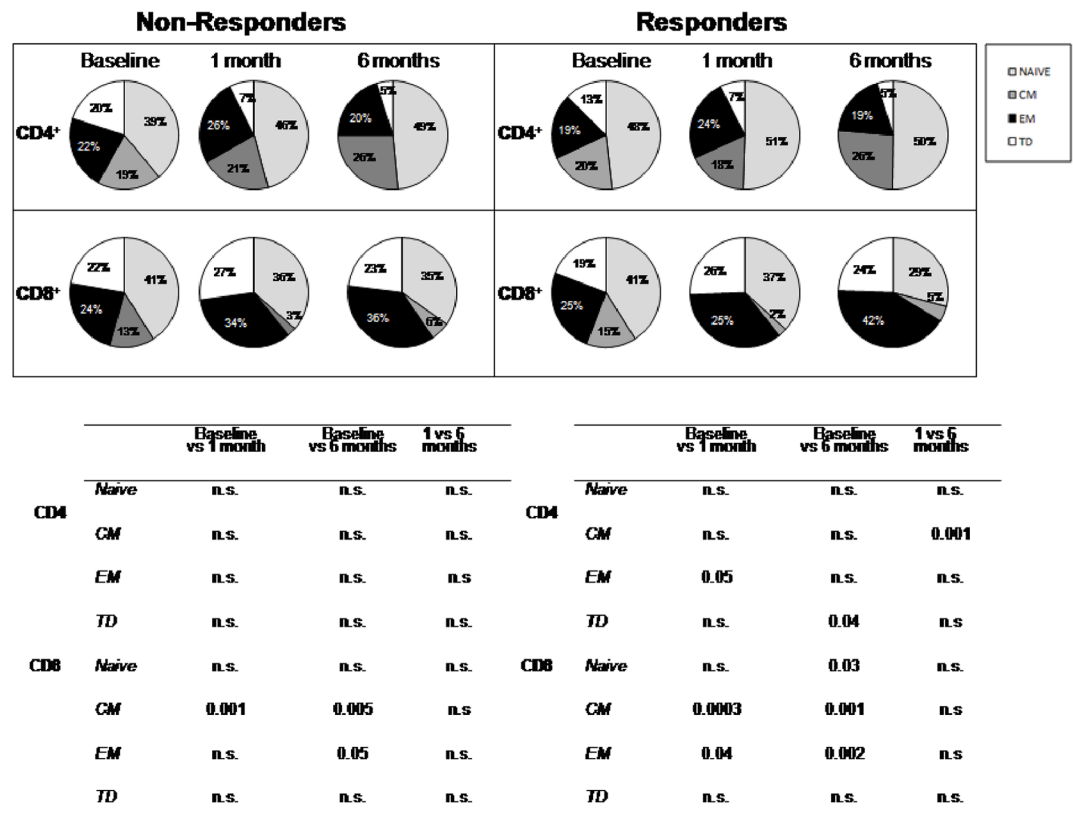 Non-Responders Responders
Baseline 1 month 6 months Baseline 1 month 6 months
NAIVE
CM
EM
TD
CD4+ 20% 39% 22% 19% 7% 46% 26% 21% 5% 49% 20% 26%
CD4+ 13% 48% 19% 20% 7% 51% 24% 18% 5% 50% 19% 26%
CD8+ 22% 41% 24% 13% 27% 36% 34% 3% 23% 35% 36% 6%
CD8+ 19% 41% 25% 15% 26% 37% 25% 2% 24% 29% 42% 5%
Baseline vs 1 month Baseline vs 6 months 1 vs 6 months Baseline vs 1 month Baseline vs 6 months 1 vs 6 months
CD4 Naive n.s. n.s. n.s. CD4 Naive n.s. n.s. n.s.
CM n.s. n.s. n.s. CM n.s. n.s. 0.001
EM n.s. n.s. n.s EM 0.05 n.s. n.s.
TD n.s. n.s. n.s. TD n.s. 0.04 n.s
CD8 Naive n.s. n.s. n.s. CD8 Naive n.s. 0.03 n.s.
CM 0.001 0.005 n.s CM 0.0003 0.001 n.s
EM n.s. 0.05 n.s. EM 0.04 0.002 n.s
TD n.s. n.s. n.s. TD n.s. n.s. n.s.